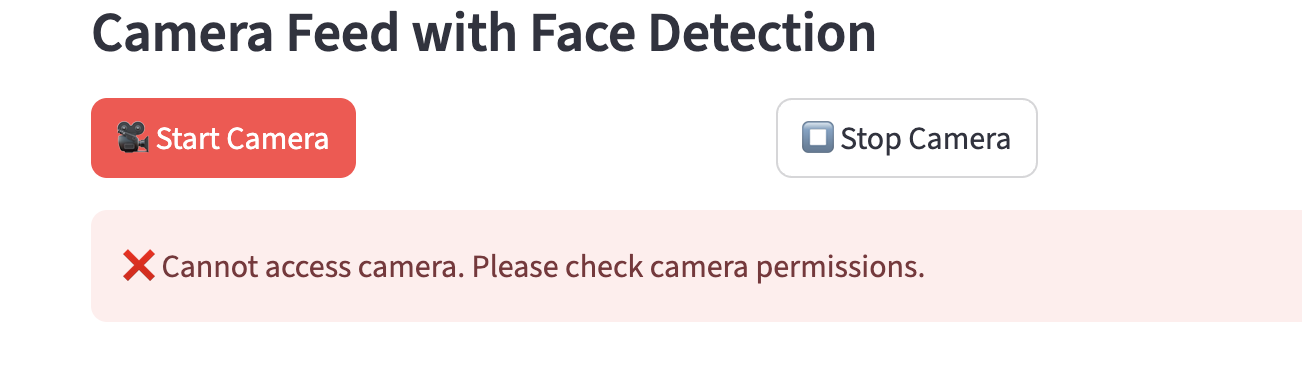 Camera Feed with Face Detection
🎥 Start Camera
⏹️ Stop Camera
❌ Cannot access camera. Please check camera permissions.